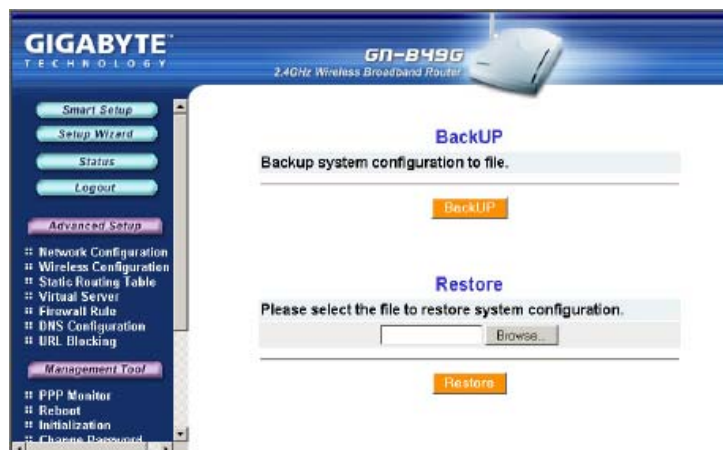 GIGABYTE
TECHNOLOGY
GN-B49G
2.4GHz Wireless Broadband Router
Smart Setup
Setup Wizard
Status
Logout
Advanced Setup
Network Configuration
Wireless Configuration
Static Routing Table
Virtual Server
Firewall Rule
DNS Configuration
URL Blocking
Management Tool
PPP Monitor
Reboot
Initialization
Change Password
BackUP
Backup system configuration to file.
BackUP
Restore
Please select the file to restore system configuration.
Browse...
Restore